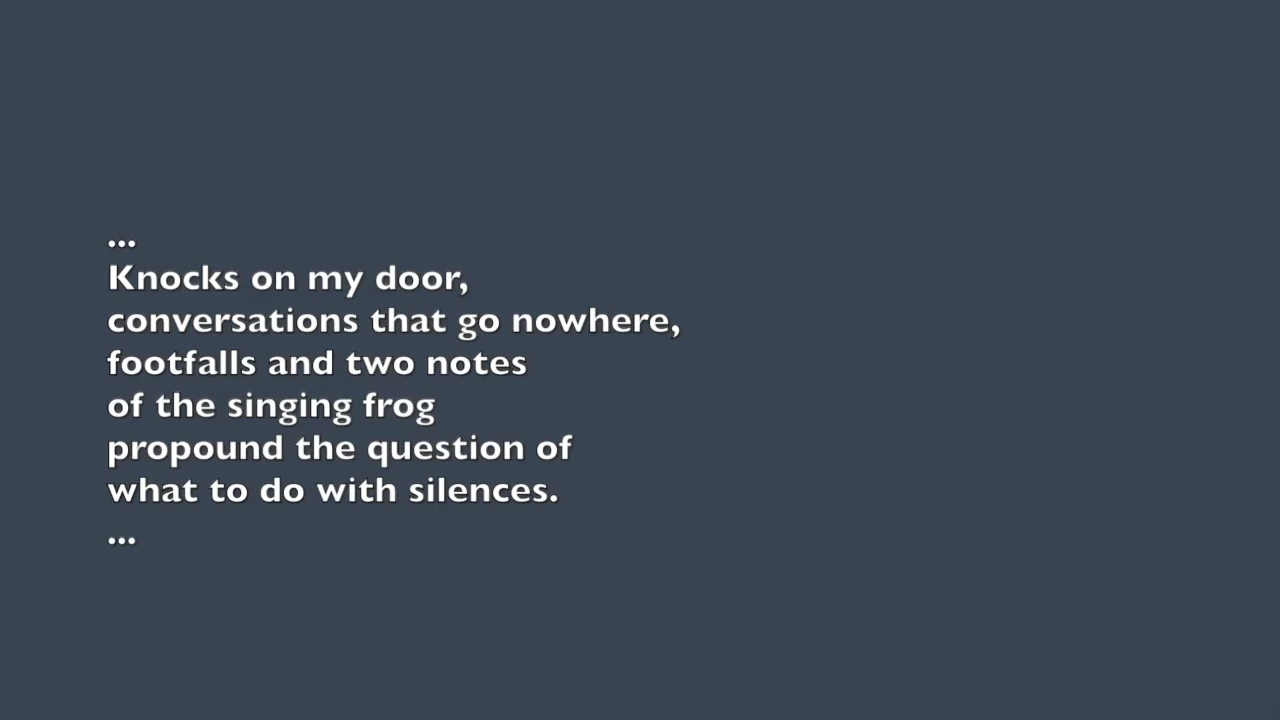 ...
Knocks on my door,
conversations that go nowhere,
footfalls and two notes
of the singing frog
propound the question of
what to do with silences.
...